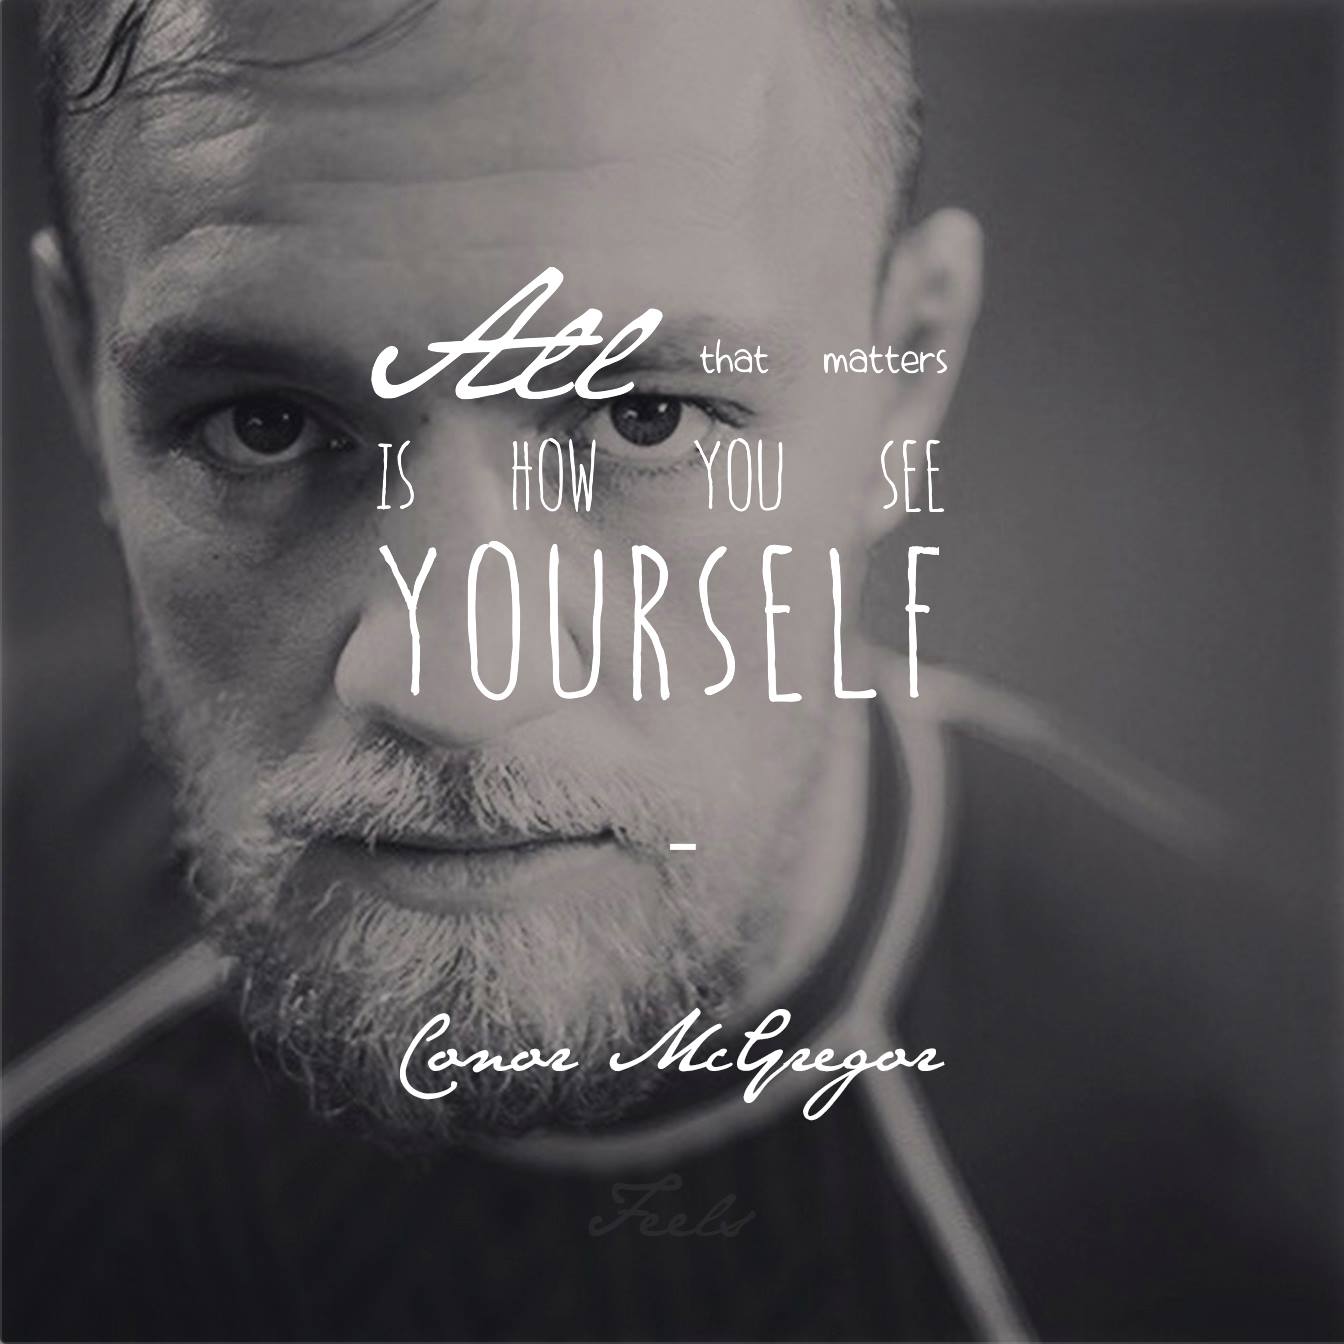 All that matters
IS HOW YOU SEE
YOURSELF
-
Conor McGregor
Feels